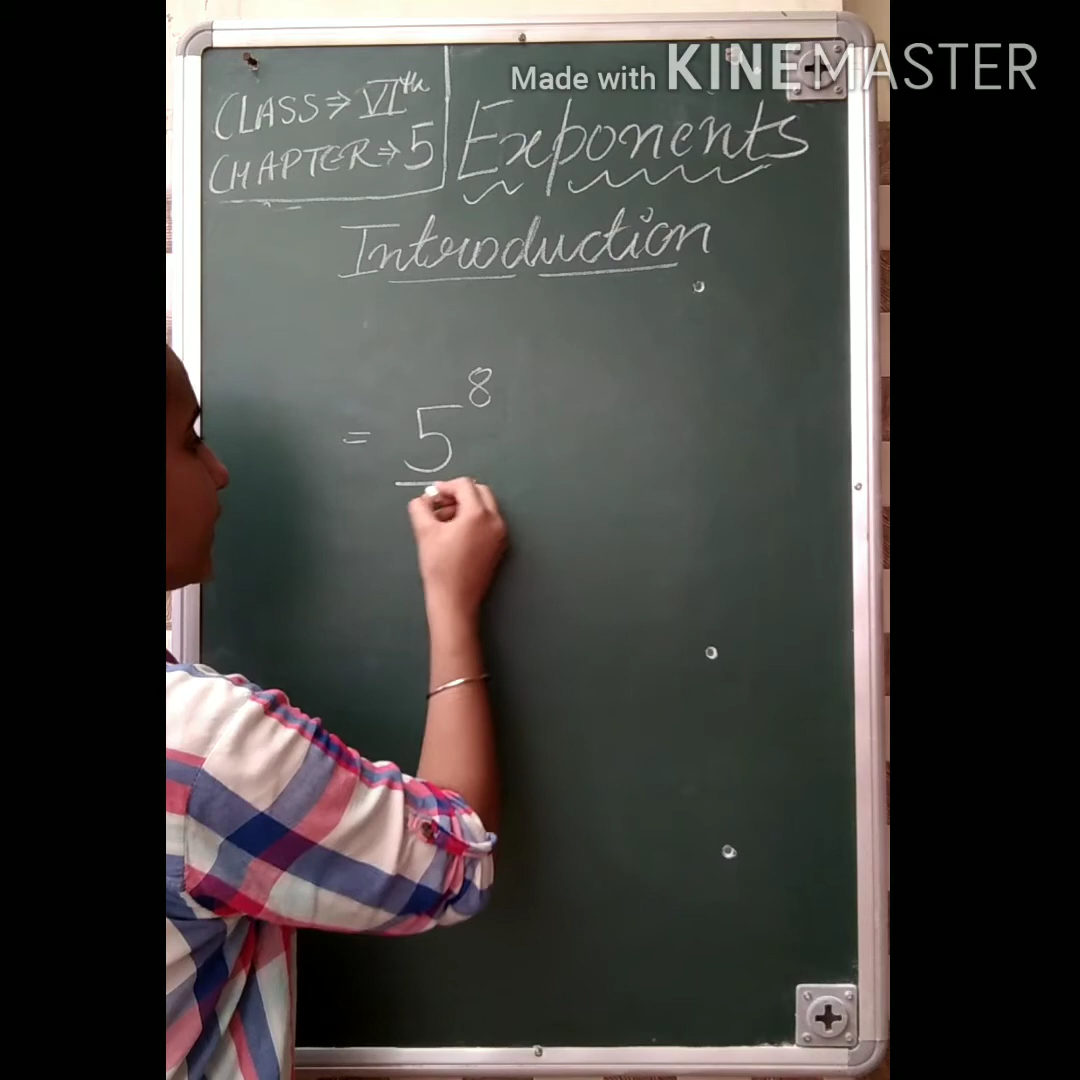 Made with KINEMASTER
CLASS ⇒ VIth
CHAPTER ⇒ 5
Exponents
Introduction
= 5⁸